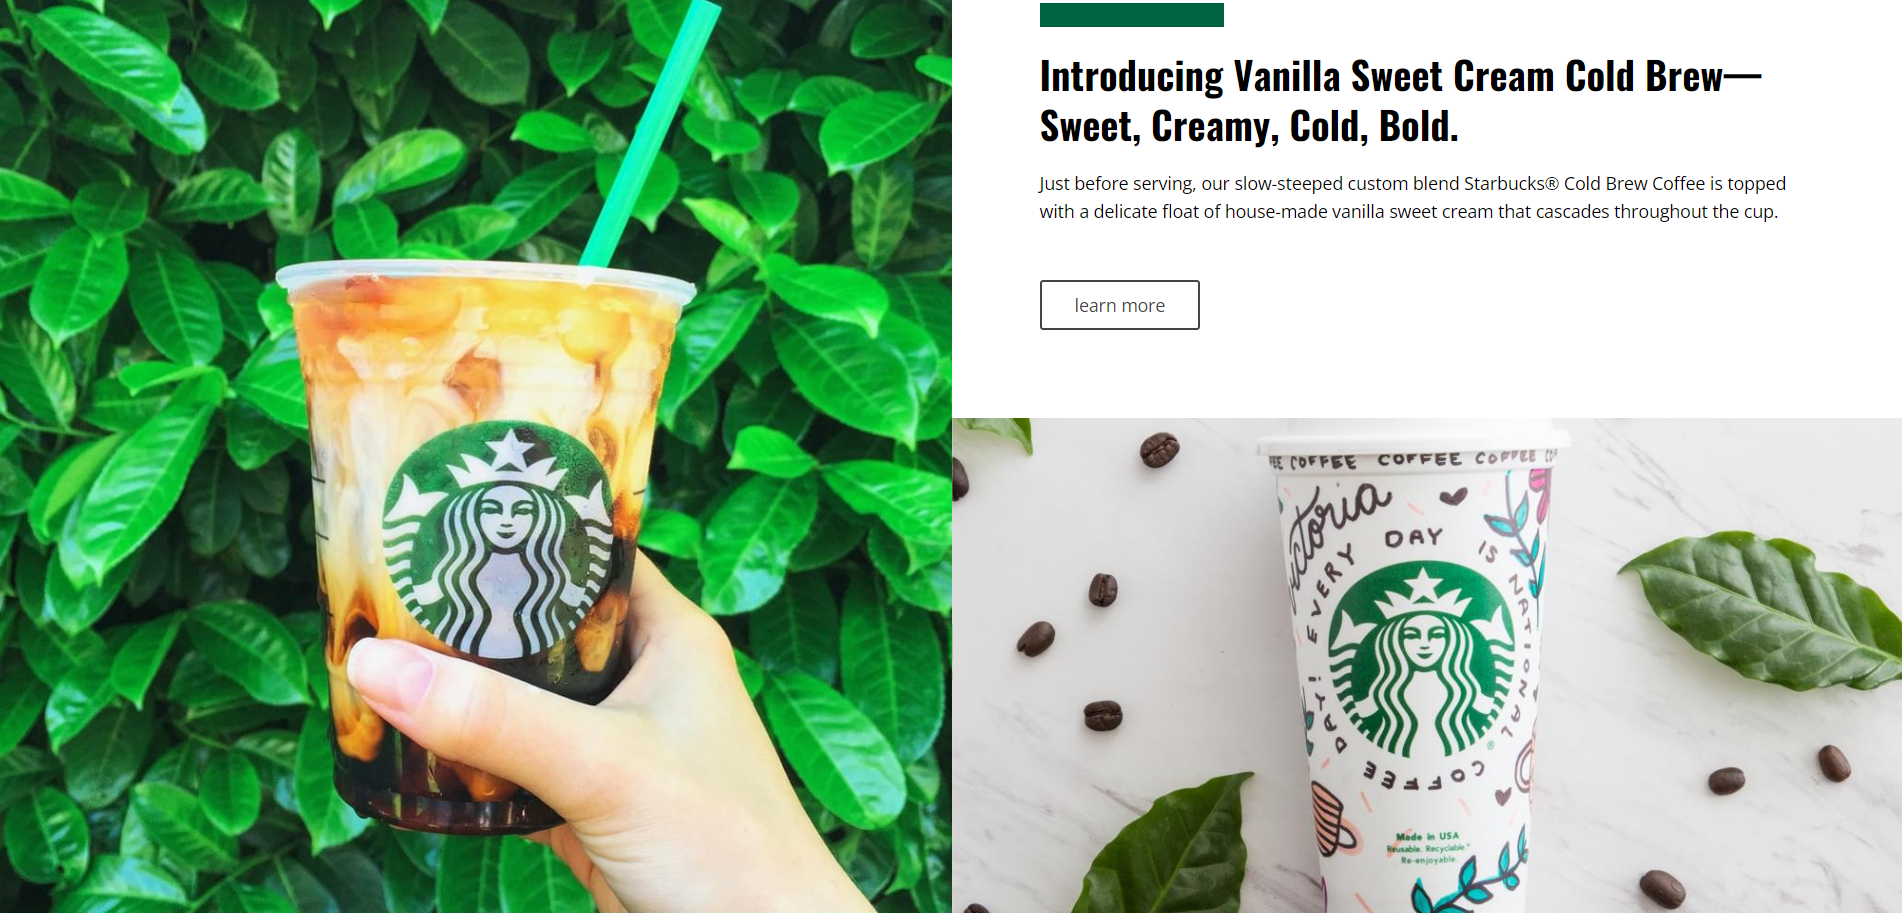 Introducing Vanilla Sweet Cream Cold Brew—
Sweet, Creamy, Cold, Bold.
Just before serving, our slow-steeped custom blend Starbucks® Cold Brew Coffee is topped
with a delicate float of house-made vanilla sweet cream that cascades throughout the cup.
learn more
COFFEE COFFEE COFFEE
Victoria
EVERY DAY IS NATIONAL COFFEE DAY!
®
Made in USA
Reusable. Recyclable.*
Re-enjoyable.